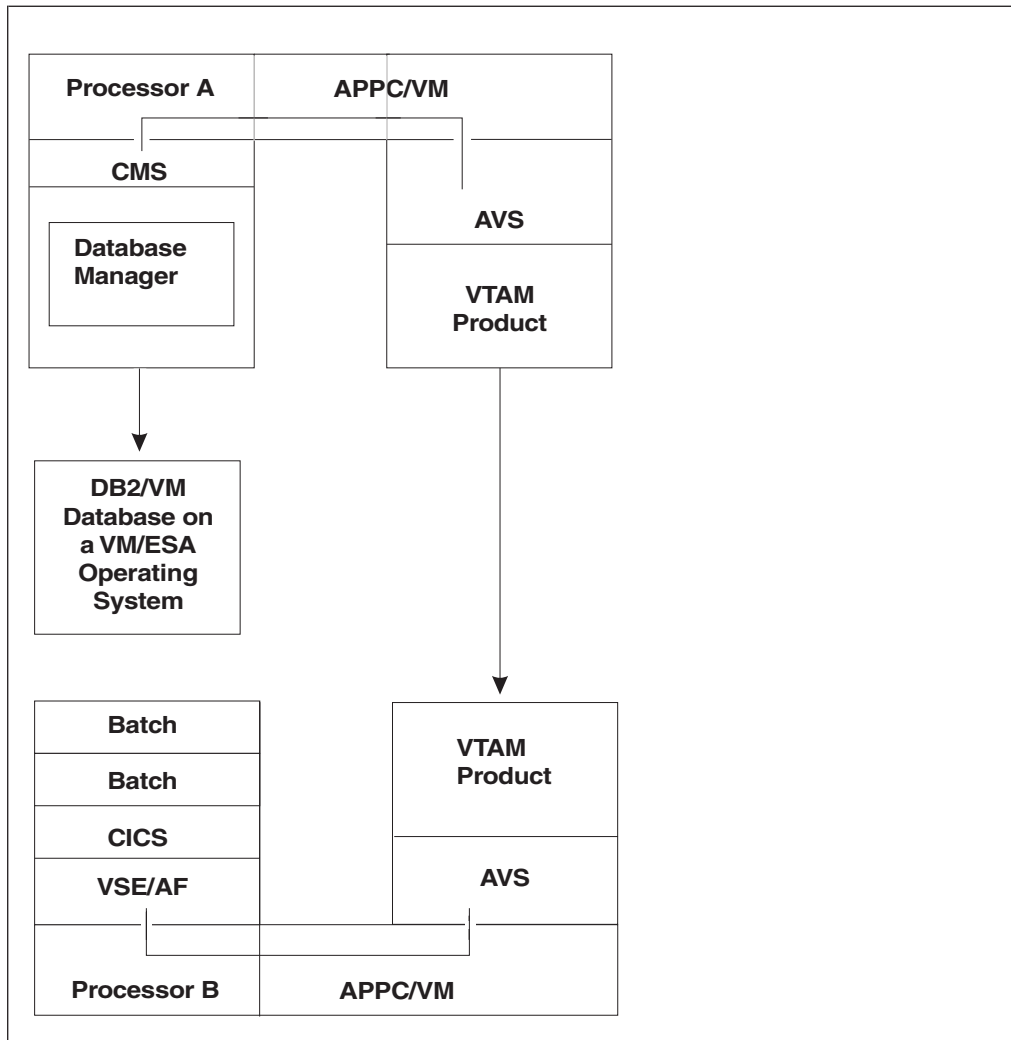 Processor A
APPC/VM
CMS
Database
Manager
AVS
VTAM
Product
DB2/VM
Database on
a VM/ESA
Operating
System
Batch
Batch
CICS
VSE/AF
VTAM
Product
AVS
Processor B
APPC/VM